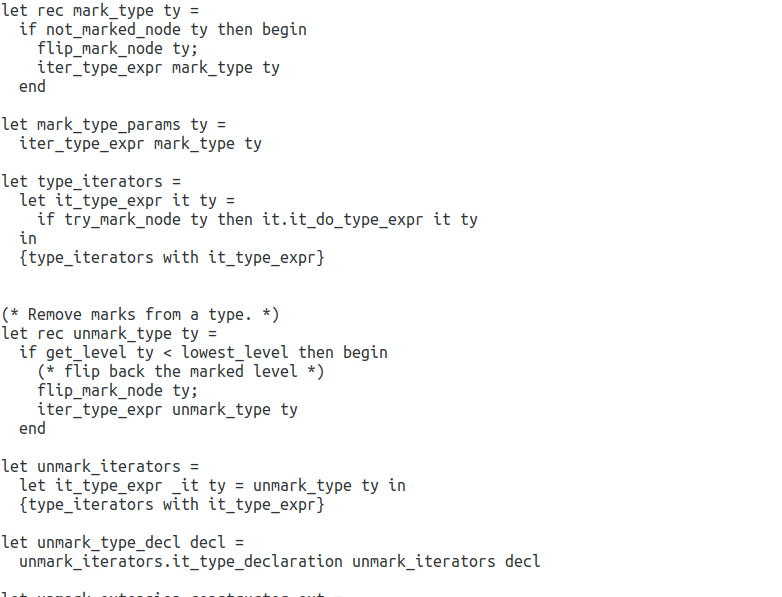 let rec mark_type ty =
  if not_marked_node ty then begin
    flip_mark_node ty;
    iter_type_expr mark_type ty
  end

let mark_type_params ty =
  iter_type_expr mark_type ty

let type_iterators =
  let it_type_expr it ty =
    if try_mark_node ty then it.it_do_type_expr it ty
  in
  {type_iterators with it_type_expr}


(* Remove marks from a type. *)
let rec unmark_type ty =
  if get_level ty < lowest_level then begin
    (* flip back the marked level *)
    flip_mark_node ty;
    iter_type_expr unmark_type ty
  end

let unmark_iterators =
  let it_type_expr _it ty = unmark_type ty in
  {type_iterators with it_type_expr}

let unmark_type_decl decl =
  unmark_iterators.it_type_declaration unmark_iterators decl

let unmark_extension_constructor ext =